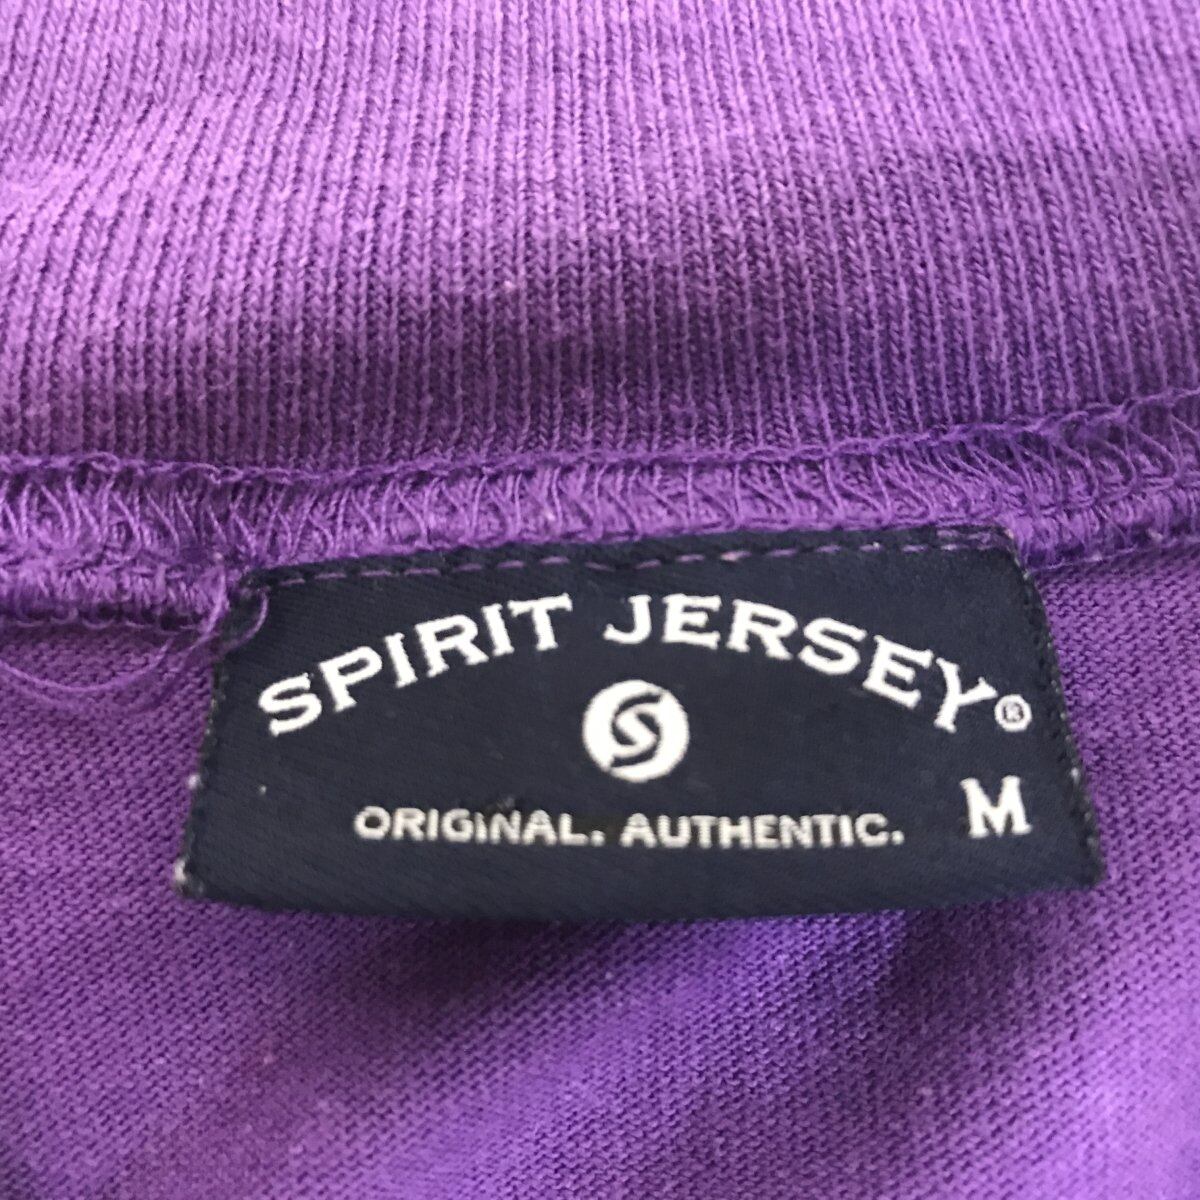 SPIRIT JERSEY®
S
ORIGINAL. AUTHENTIC.
M